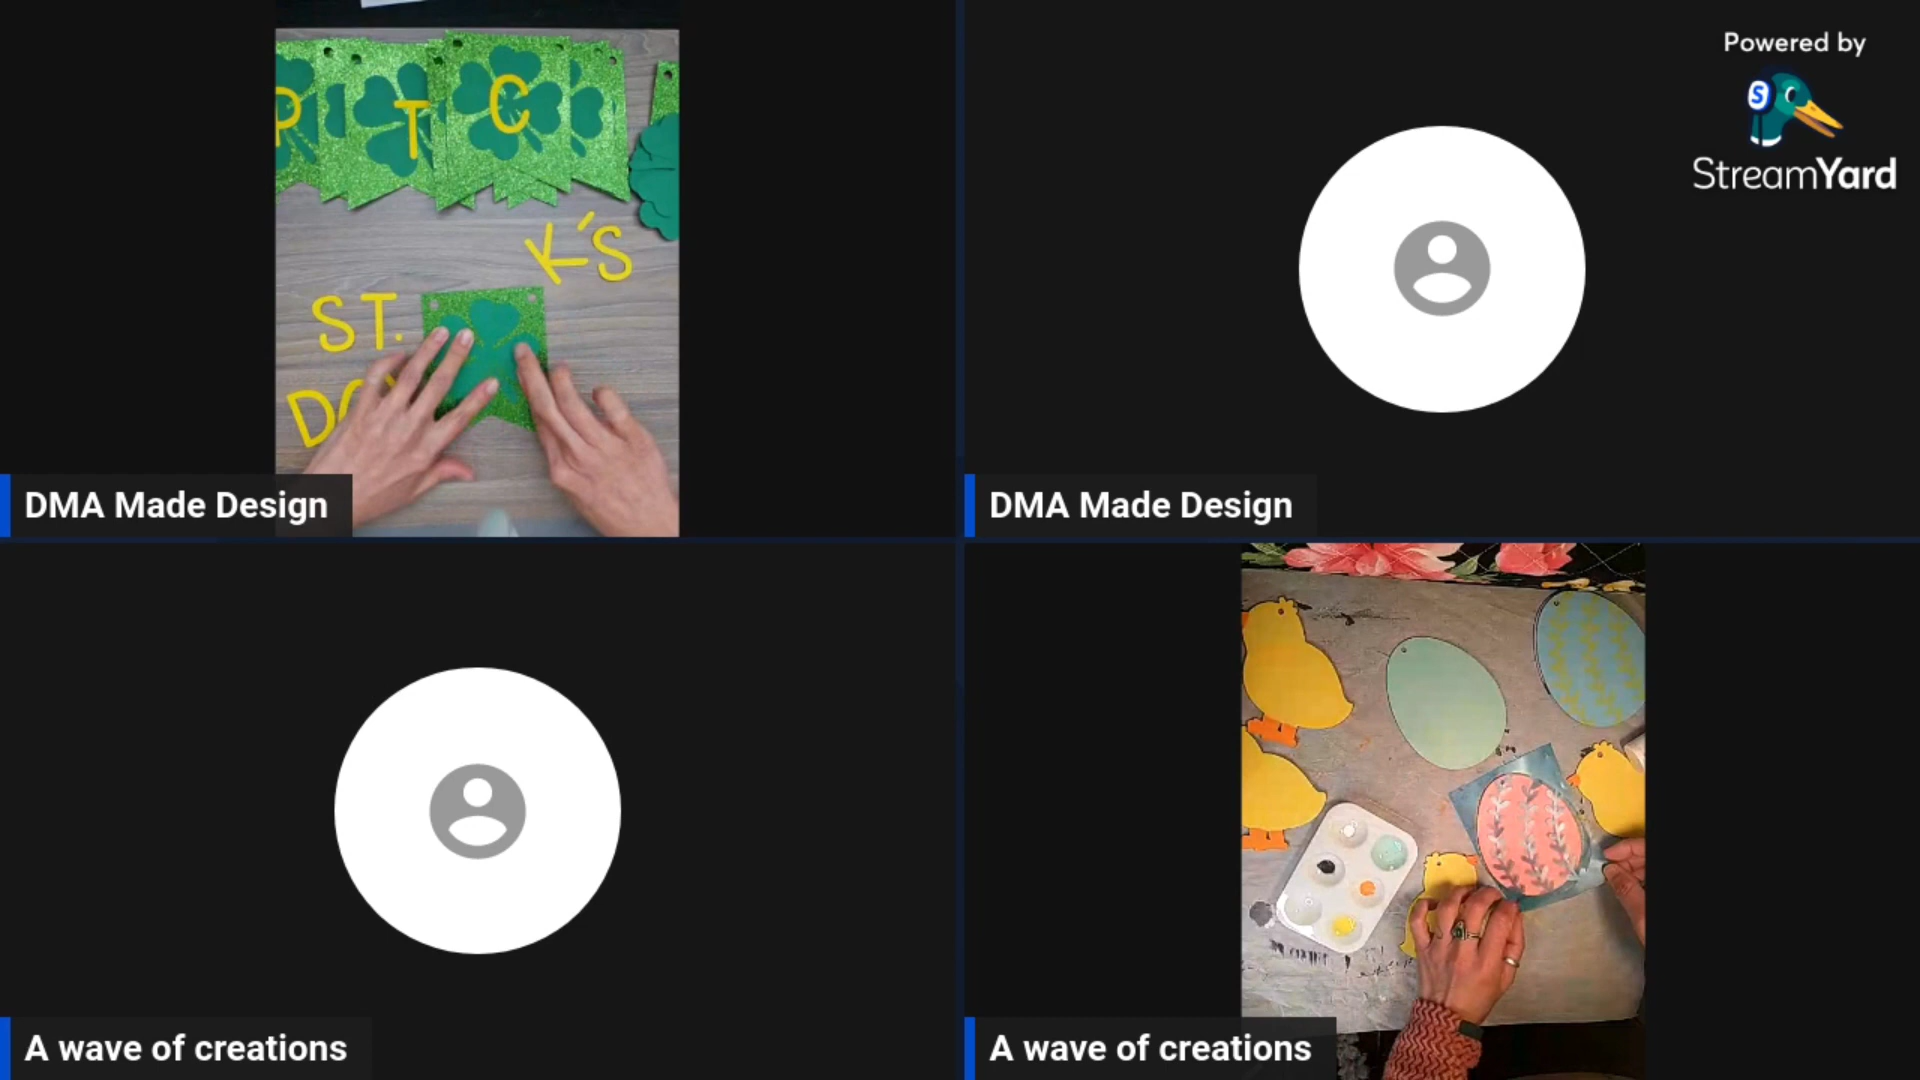 Powered by
S
StreamYard
P T C
K'S
ST.
DMA Made Design
DMA Made Design
A wave of creations
A wave of creations